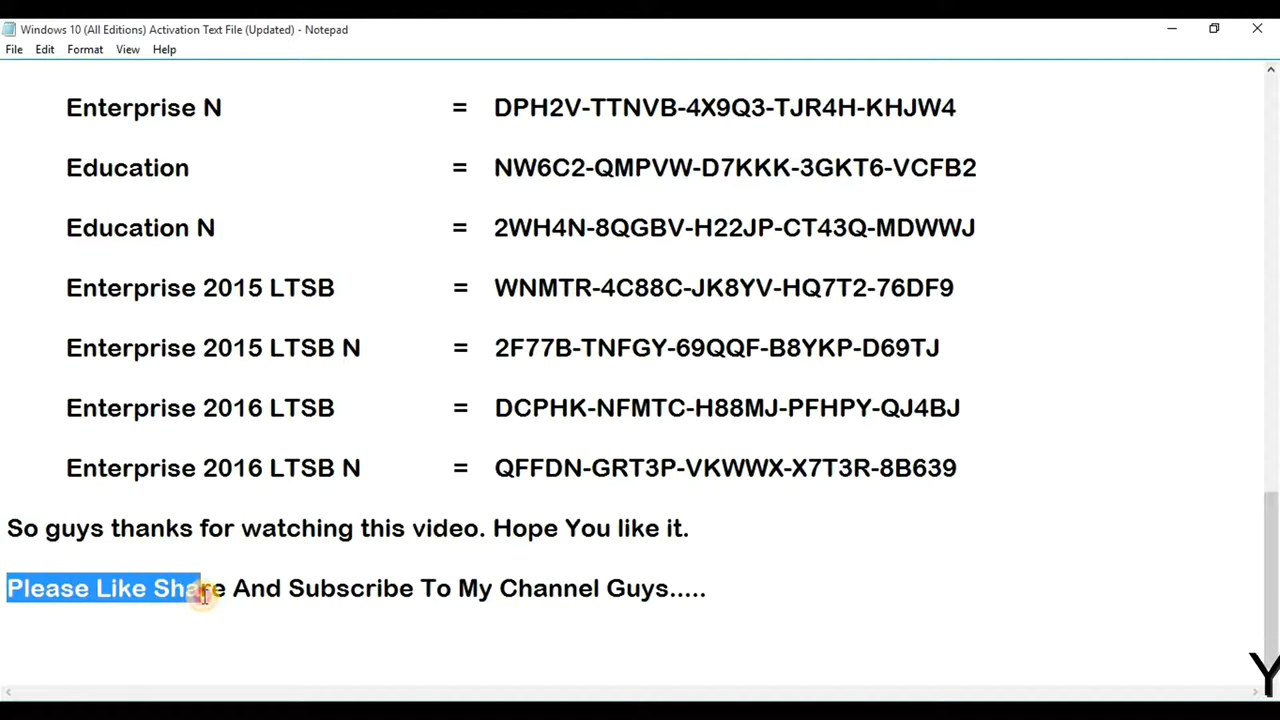 Windows 10 (All Editions) Activation Text File (Updated) - Notepad
File Edit Format View Help
Enterprise N = DPH2V-TTNVB-4X9Q3-TJR4H-KHJW4
Education = NW6C2-QMPVW-D7KKK-3GKT6-VCFB2
Education N = 2WH4N-8QGBV-H22JP-CT43Q-MDWWJ
Enterprise 2015 LTSB = WNMTR-4C88C-JK8YV-HQ7T2-76DF9
Enterprise 2015 LTSB N = 2F77B-TNFGY-69QQF-B8YKP-D69TJ
Enterprise 2016 LTSB = DCPHK-NFMTC-H88MJ-PFHPY-QJ4BJ
Enterprise 2016 LTSB N = QFFDN-GRT3P-VKWWX-X7T3R-8B639
So guys thanks for watching this video. Hope You like it.
Please Like Share And Subscribe To My Channel Guys.....
Y